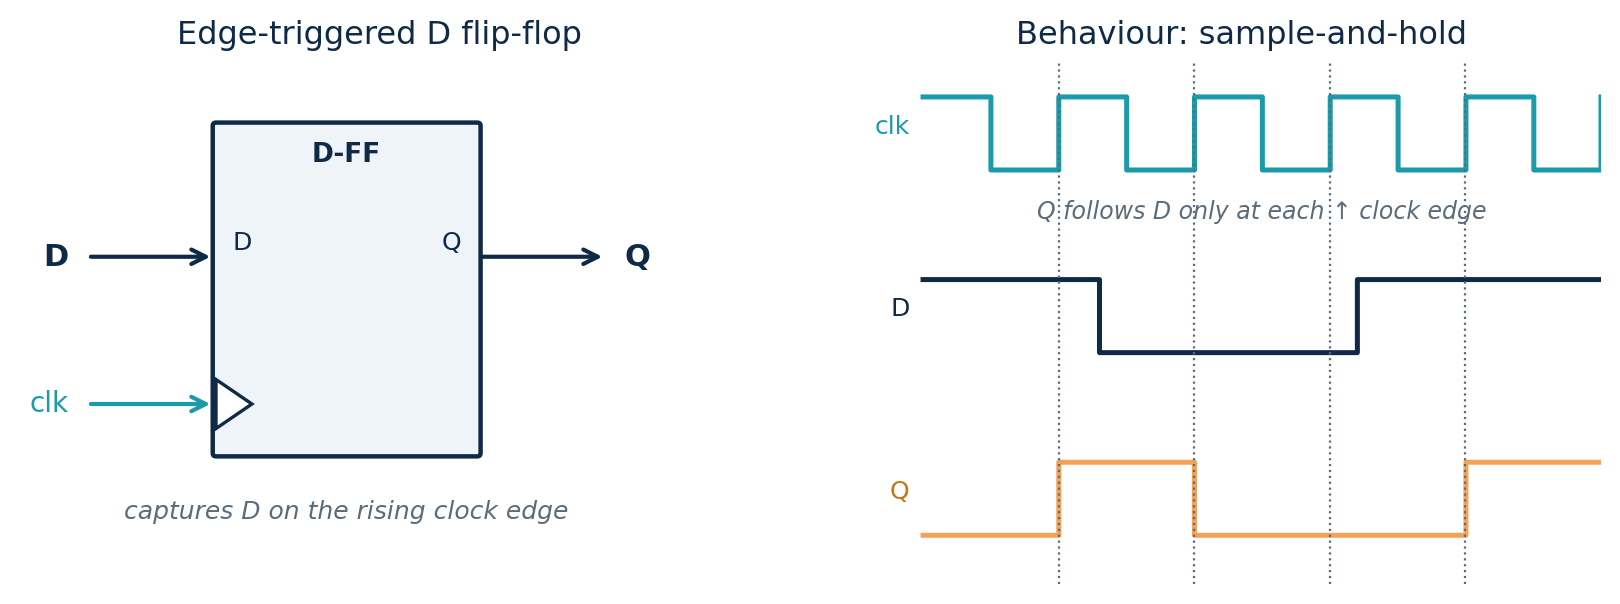 Edge-triggered D flip-flop
D-FF
D
Q
D
Q
clk
captures D on the rising clock edge
Behaviour: sample-and-hold
clk
Q follows D only at each ↑ clock edge
D
Q